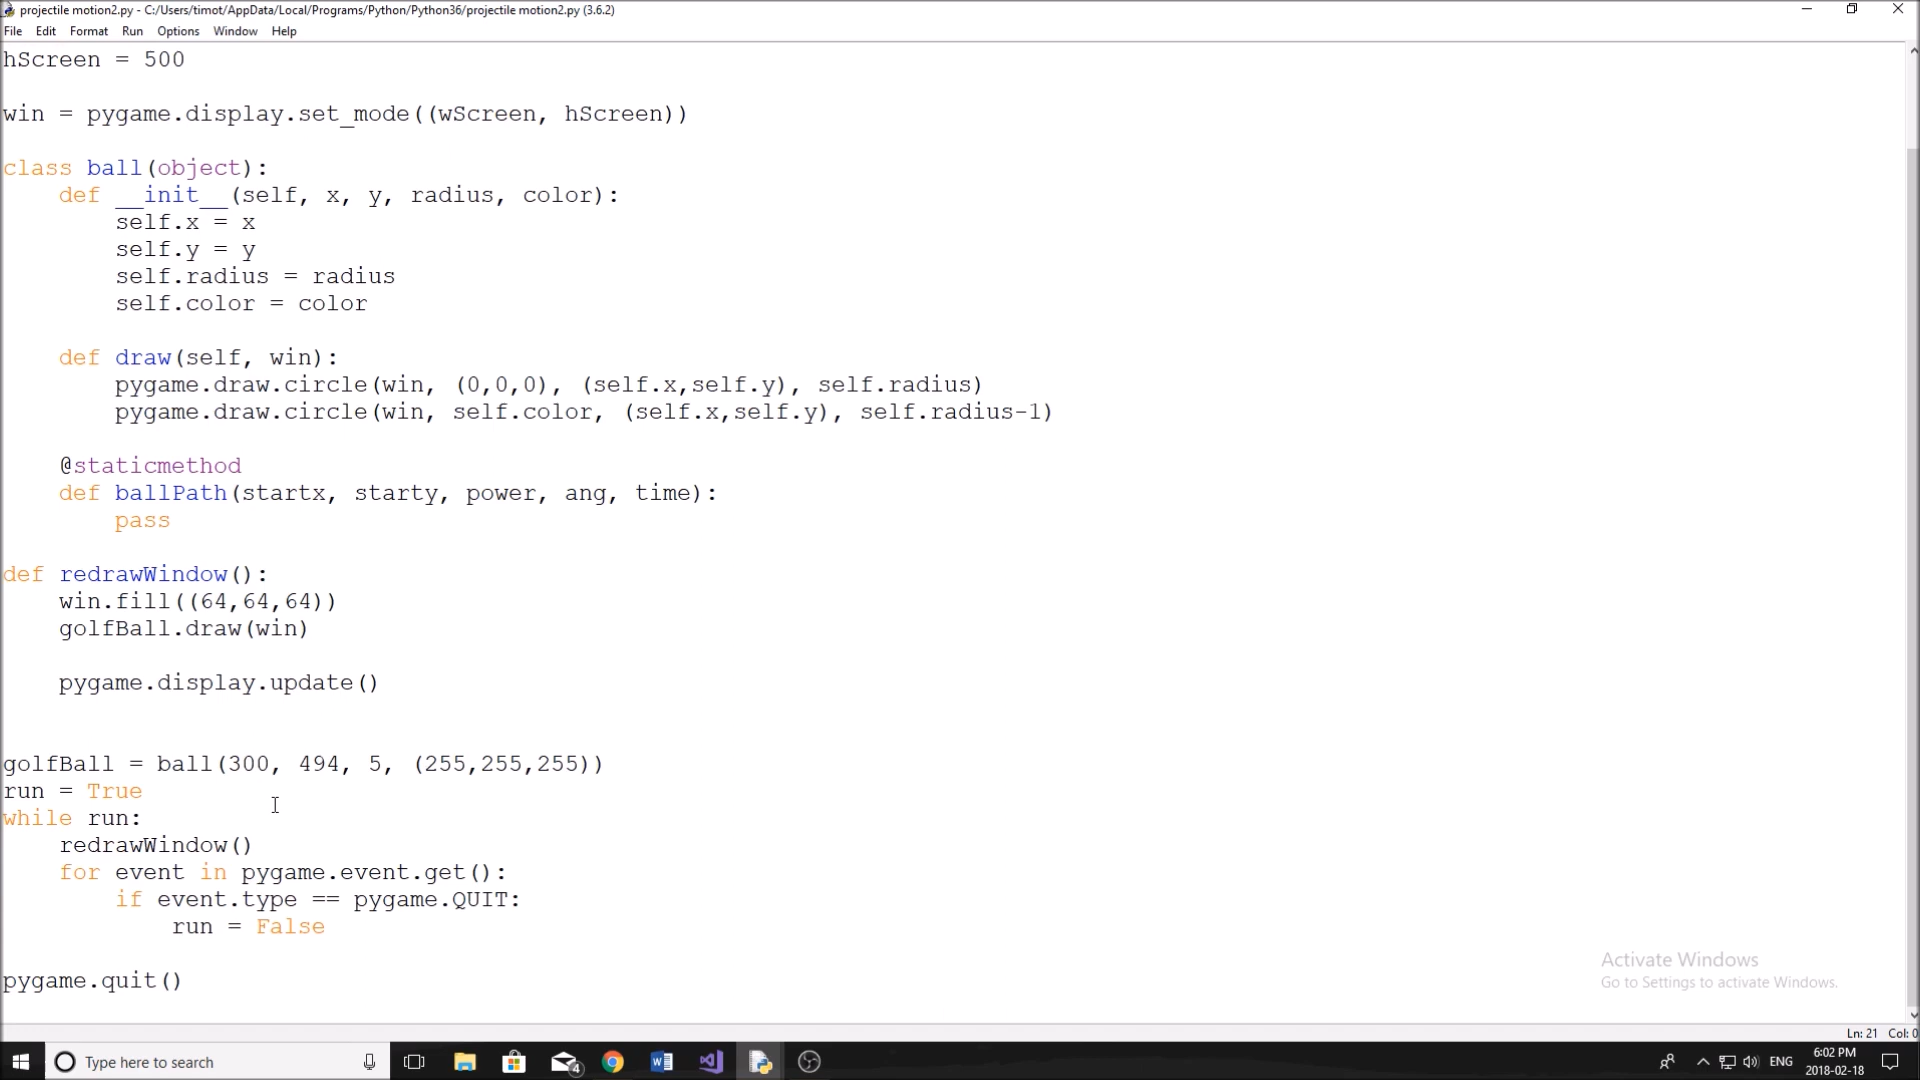 projectile motion2.py - C:/Users/timot/AppData/Local/Programs/Python/Python36/projectile motion2.py (3.6.2)
File Edit Format Run Options Window Help
hScreen = 500
win = pygame.display.set_mode((wScreen, hScreen))
class ball(object):
    def __init__(self, x, y, radius, color):
        self.x = x
        self.y = y
        self.radius = radius
        self.color = color
    def draw(self, win):
        pygame.draw.circle(win, (0,0,0), (self.x,self.y), self.radius)
        pygame.draw.circle(win, self.color, (self.x,self.y), self.radius-1)
    @staticmethod
    def ballPath(startx, starty, power, ang, time):
        pass
def redrawWindow():
    win.fill((64,64,64))
    golfBall.draw(win)
    pygame.display.update()
golfBall = ball(300, 494, 5, (255,255,255))
run = True
while run:
    redrawWindow()
    for event in pygame.event.get():
        if event.type == pygame.QUIT:
            run = False
pygame.quit()
Activate Windows
Go to Settings to activate Windows.
Ln: 21 Col: 0
Type here to search
4
ENG
6:02 PM
2018-02-18